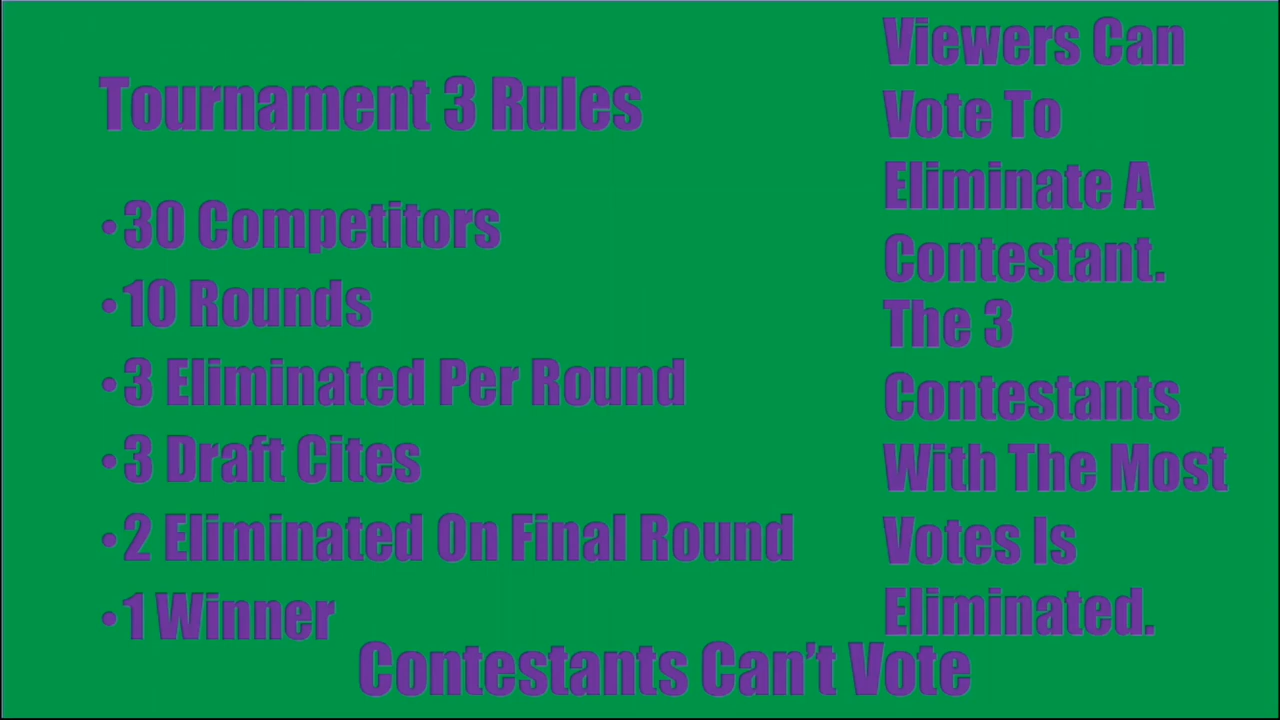 Tournament 3 Rules
•30 Competitors
•10 Rounds
•3 Eliminated Per Round
•3 Draft Cites
•2 Eliminated On Final Round
•1 Winner
Viewers Can
Vote To
Eliminate A
Contestant.
The 3
Contestants
With The Most
Votes Is
Eliminated.
Contestants Can't Vote